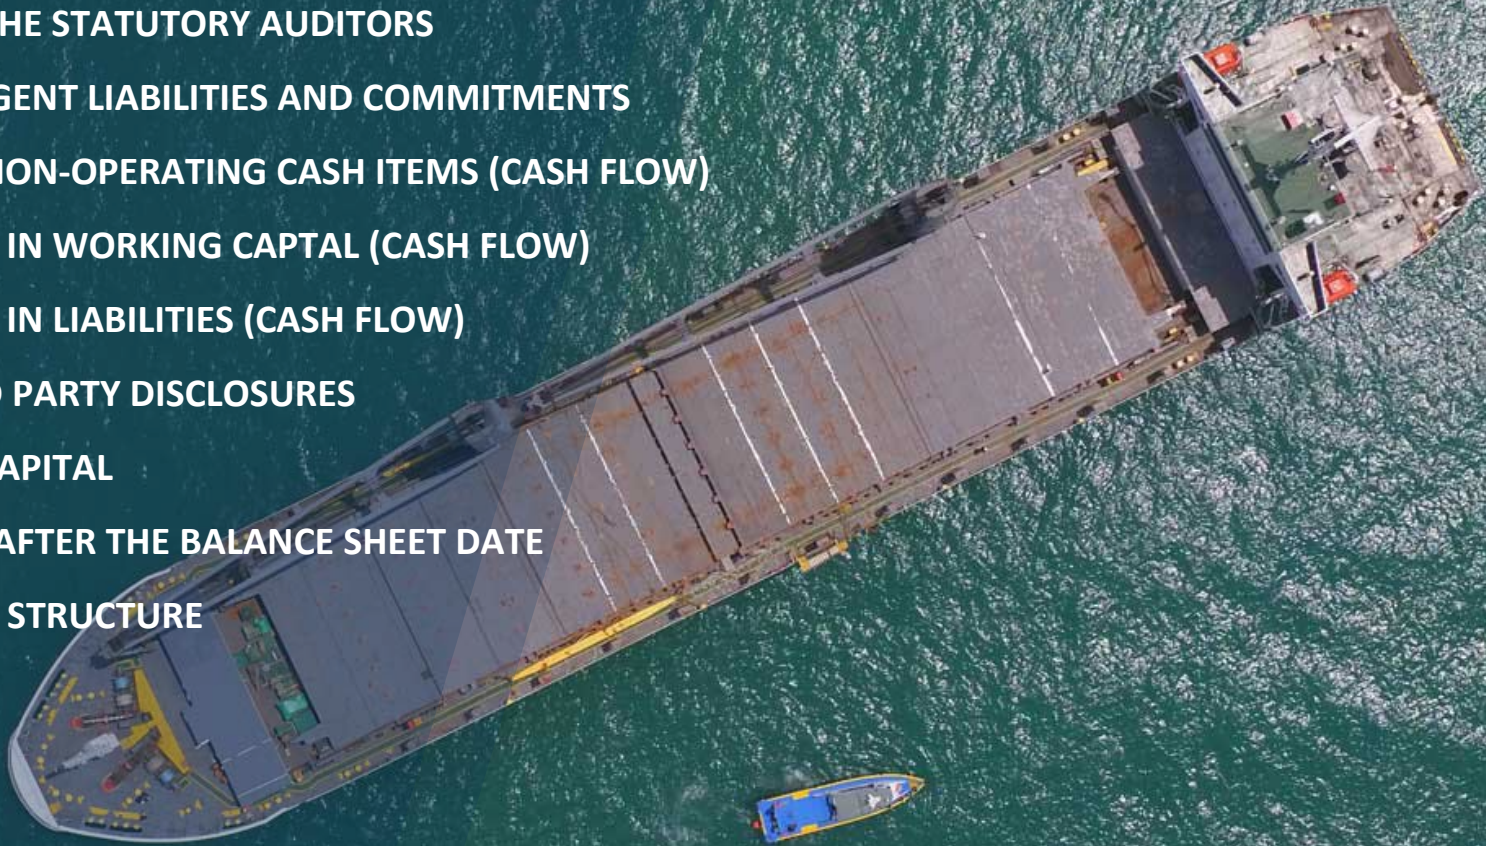 HE STATUTORY AUDITORS
GENT LIABILITIES AND COMMITMENTS
ION-OPERATING CASH ITEMS (CASH FLOW)
IN WORKING CAPTAL (CASH FLOW)
IN LIABILITIES (CASH FLOW)
PARTY DISCLOSURES
APITAL
AFTER THE BALANCE SHEET DATE
STRUCTURE